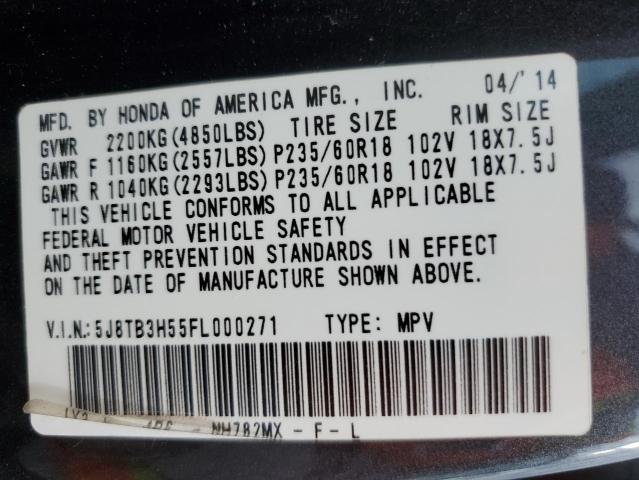 MFD. BY HONDA OF AMERICA MFG., INC. 04/'14
GVWR 2200KG(4850LBS) TIRE SIZE RIM SIZE
GAWR F 1160KG(2557LBS)P235/60R18 102V 18X7.5J
GAWR R 1040KG(2293LBS)P235/60R18 102V 18X7.5J
THIS VEHICLE CONFORMS TO ALL APPLICABLE
FEDERAL MOTOR VEHICLE SAFETY
AND THEFT PREVENTION STANDARDS IN EFFECT
ON THE DATE OF MANUFACTURE SHOWN ABOVE.
V.I.N.:5J8TB3H55FL000271 TYPE: MPV
NH782MX - F - L